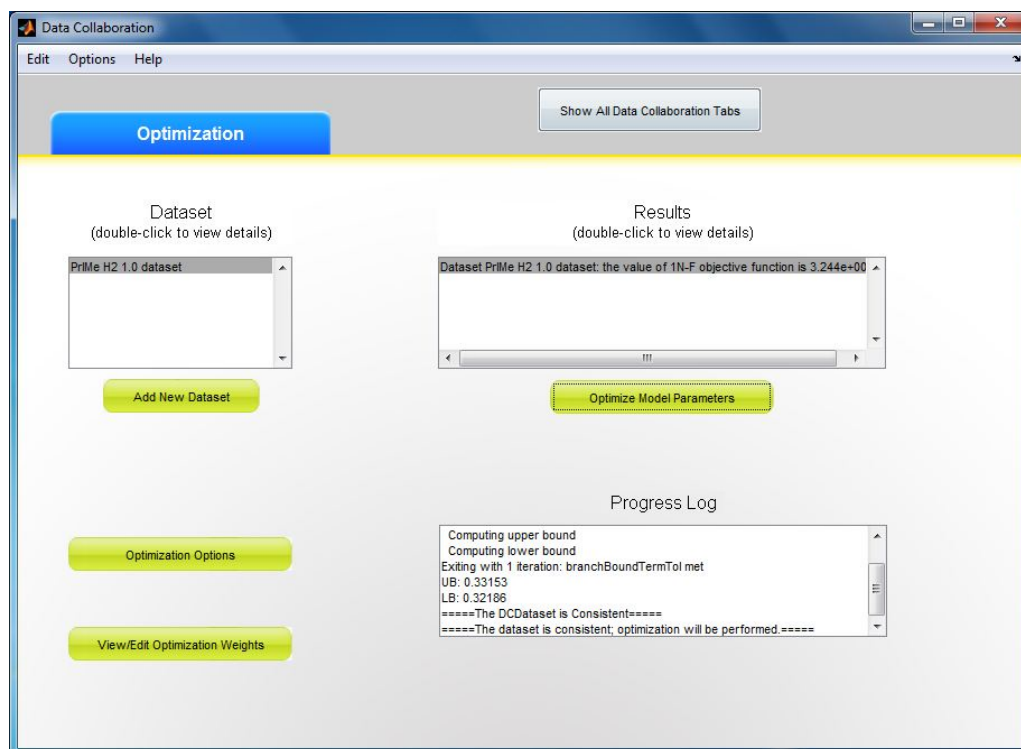 Data Collaboration
Edit Options Help
Show All Data Collaboration Tabs
Optimization
Dataset
(double-click to view details)
PrIMe H2 1.0 dataset
Add New Dataset
Results
(double-click to view details)
Dataset PrIMe H2 1.0 dataset: the value of 1N-F objective function is 3.244e+00
Optimize Model Parameters
Optimization Options
View/Edit Optimization Weights
Progress Log
Computing upper bound
Computing lower bound
Exiting with 1 iteration: branchBoundTermTol met
UB: 0.33153
LB: 0.32186
=====The DCDataset is Consistent=====
=====The dataset is consistent; optimization will be performed.=====